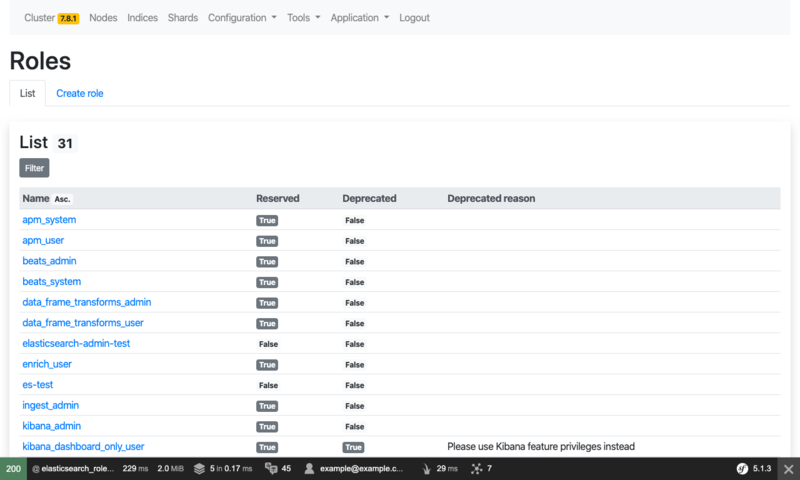 Cluster 7.8.1 Nodes Indices Shards Configuration Tools Application Logout
Roles
List Create role
List 31
Filter
Name Asc. Reserved Deprecated Deprecated reason
apm_system True False
apm_user True False
beats_admin True False
beats_system True False
data_frame_transforms_admin True False
data_frame_transforms_user True False
elasticsearch-admin-test False False
enrich_user True False
es-test False False
ingest_admin True False
kibana_admin True False
kibana_dashboard_only_user True True Please use Kibana feature privileges instead
200 @ elasticsearch_role... 229 ms 2.0 MiB 5 in 0.17 ms 45 example@example.c... 29 ms 7 sf 5.1.3